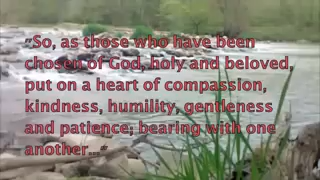 "So, as those who have been
chosen of God, holy and beloved,
put on a heart of compassion,
kindness, humility, gentleness
and patience; bearing with one
another..."